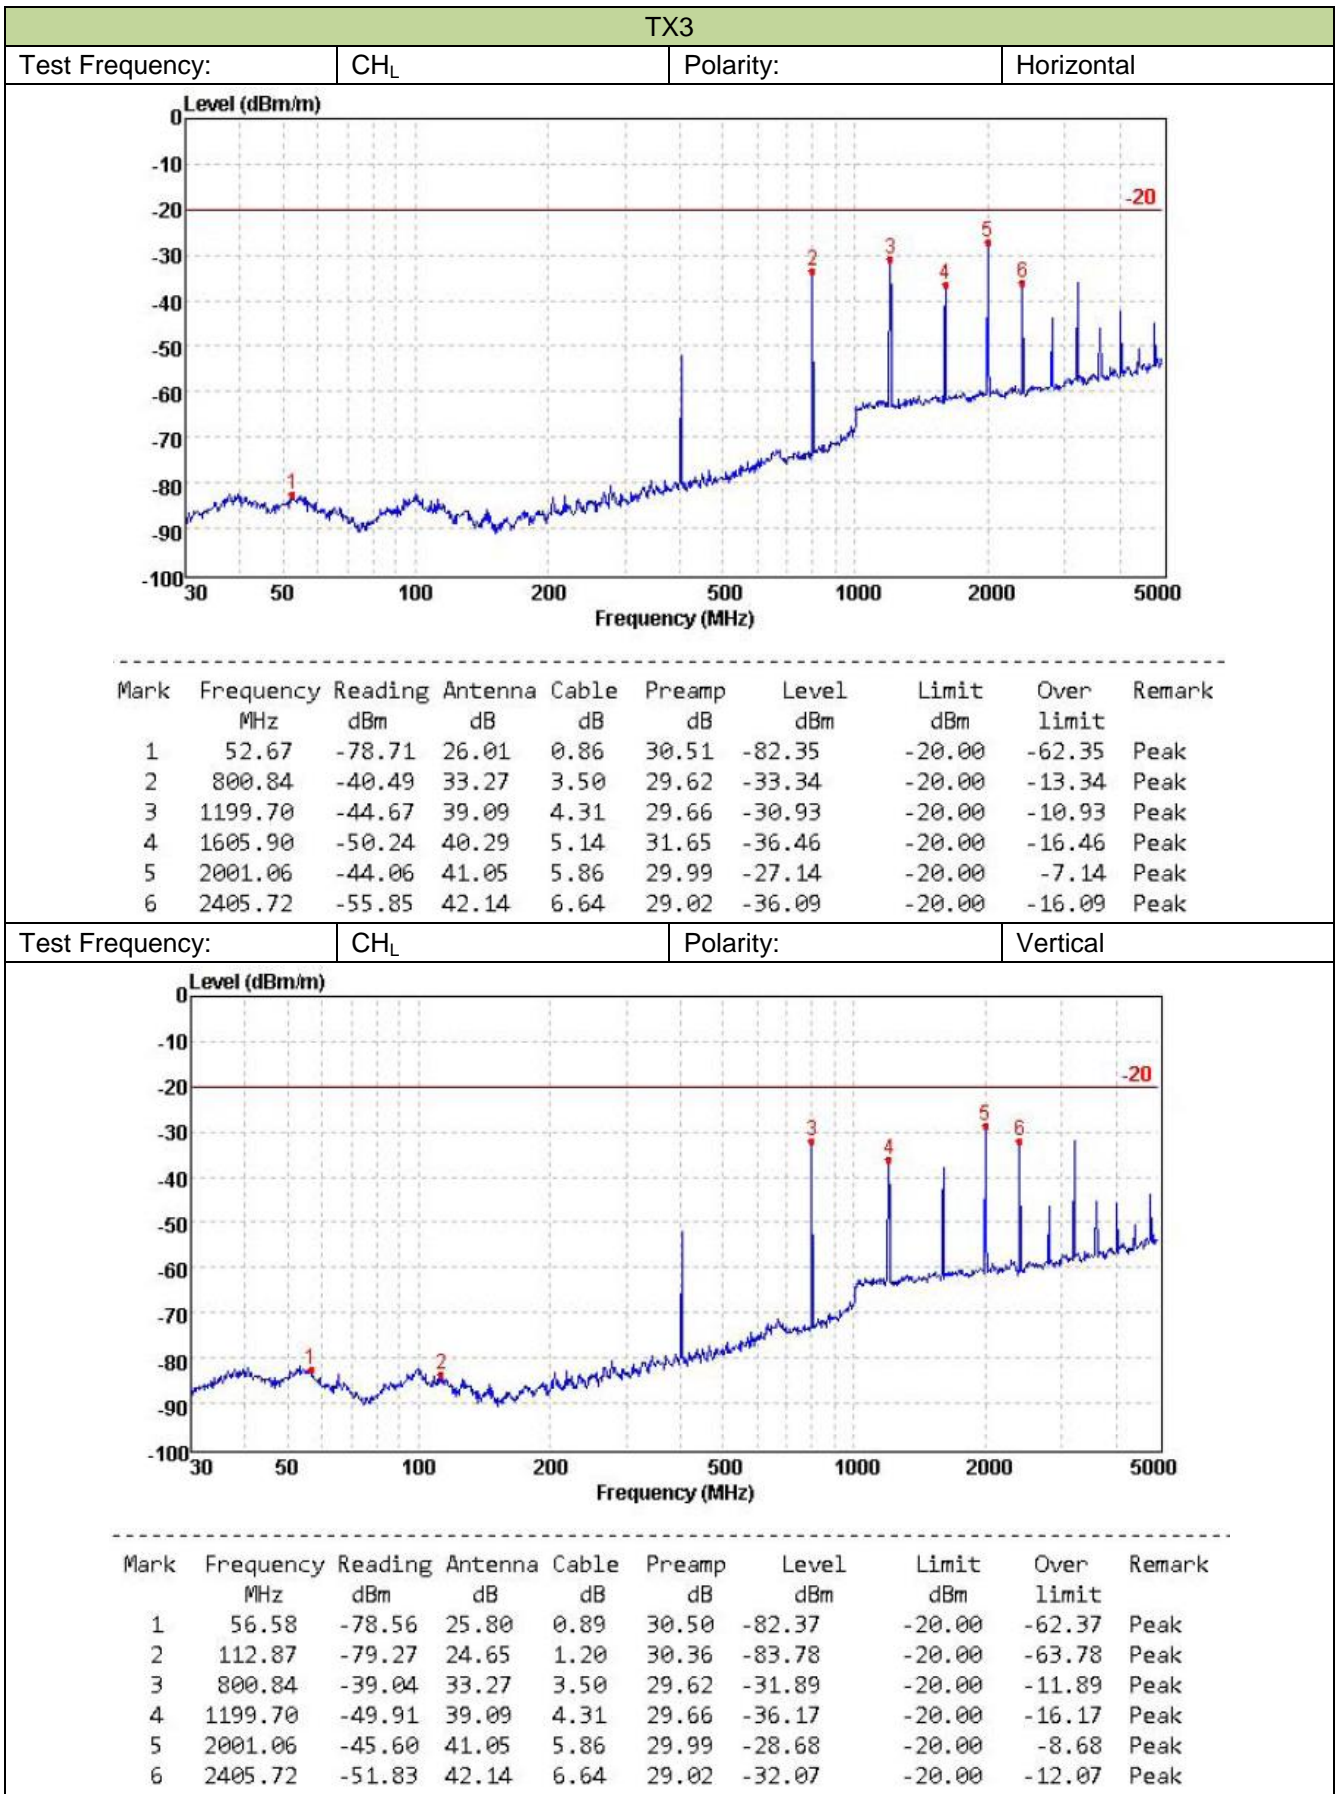 TX3
Test Frequency: CHL Polarity: Horizontal
Level (dBm/m)
0
-10
-20
-20
-30
-40
-50
-60
-70
-80
-90
-100
1 2 3 4 5 6
30 50 100 200 500 1000 2000 5000
Frequency (MHz)
Mark Frequency Reading Antenna Cable Preamp Level Limit Over Remark
MHz dBm dB dB dB dBm dBm limit
1 52.67 -78.71 26.01 0.86 30.51 -82.35 -20.00 -62.35 Peak
2 800.84 -40.49 33.27 3.50 29.62 -33.34 -20.00 -13.34 Peak
3 1199.70 -44.67 39.09 4.31 29.66 -30.93 -20.00 -10.93 Peak
4 1605.90 -50.24 40.29 5.14 31.65 -36.46 -20.00 -16.46 Peak
5 2001.06 -44.06 41.05 5.86 29.99 -27.14 -20.00 -7.14 Peak
6 2405.72 -55.85 42.14 6.64 29.02 -36.09 -20.00 -16.09 Peak
Test Frequency: CHL Polarity: Vertical
Level (dBm/m)
0
-10
-20
-20
-30
-40
-50
-60
-70
-80
-90
-100
1 2 3 4 5 6
30 50 100 200 500 1000 2000 5000
Frequency (MHz)
Mark Frequency Reading Antenna Cable Preamp Level Limit Over Remark
MHz dBm dB dB dB dBm dBm limit
1 56.58 -78.56 25.80 0.89 30.50 -82.37 -20.00 -62.37 Peak
2 112.87 -79.27 24.65 1.20 30.36 -83.78 -20.00 -63.78 Peak
3 800.84 -39.04 33.27 3.50 29.62 -31.89 -20.00 -11.89 Peak
4 1199.70 -49.91 39.09 4.31 29.66 -36.17 -20.00 -16.17 Peak
5 2001.06 -45.60 41.05 5.86 29.99 -28.68 -20.00 -8.68 Peak
6 2405.72 -51.83 42.14 6.64 29.02 -32.07 -20.00 -12.07 Peak